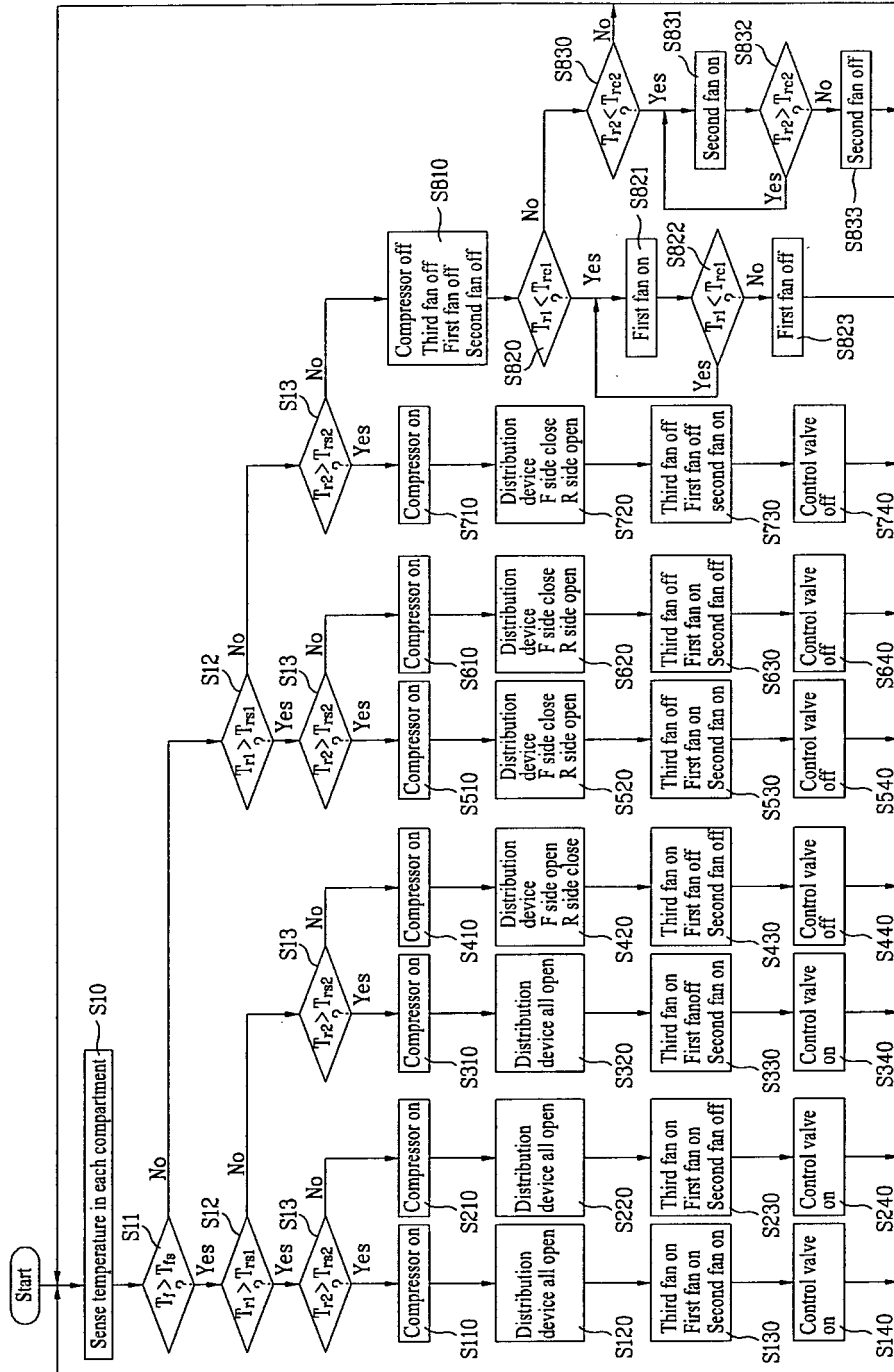 Start
Sense temperature in each compartment
S10
S11
Tf > Tfs
?
No
Yes
S12
Tr1 > Trs1
?
No
Yes
S13
Tr2 > Trs2
?
No
Yes
S13
Tr2 > Trs2
?
No
Yes
S12
Tr1 > Trs1
?
No
Yes
S13
Tr2 > Trs2
?
No
Yes
S13
Tr2 > Trs2
?
No
Yes
Compressor on
S110
Distribution
device all open
S120
Third fan on
First fan on
Second fan on
S130
Control valve
on
S140
Compressor on
S210
Distribution
device all open
S220
Third fan on
First fan on
Second fan off
S230
Control valve
on
S240
Compressor on
S310
Distribution
device all open
S320
Third fan on
First fanoff
Second fan on
S330
Control valve
on
S340
Compressor on
S410
Distribution
device
F side open
R side close
S420
Third fan on
First fan off
Second fan off
S430
Control valve
off
S440
Compressor on
S510
Distribution
device
F side close
R side open
S520
Third fan off
First fan on
Second fan on
S530
Control valve
off
S540
Compressor on
S610
Distribution
device
F side close
R side open
S620
Third fan off
First fan on
Second fan off
S630
Control valve
off
S640
Compressor on
S710
Distribution
device
F side close
R side open
S720
Third fan off
First fan off
second fan on
S730
Control valve
off
S740
Compressor off
Third fan off
First fan off
Second fan off
S810
Tr1 < Trc1
?
S820
No
Yes
First fan on
S821
Tr1 < Trc1
?
S822
Yes
No
First fan off
S823
Tr2 < Trc2
?
S830
No
Yes
Second fan on
S831
Tr2 > Trc2
?
S832
Yes
No
Second fan off
S833